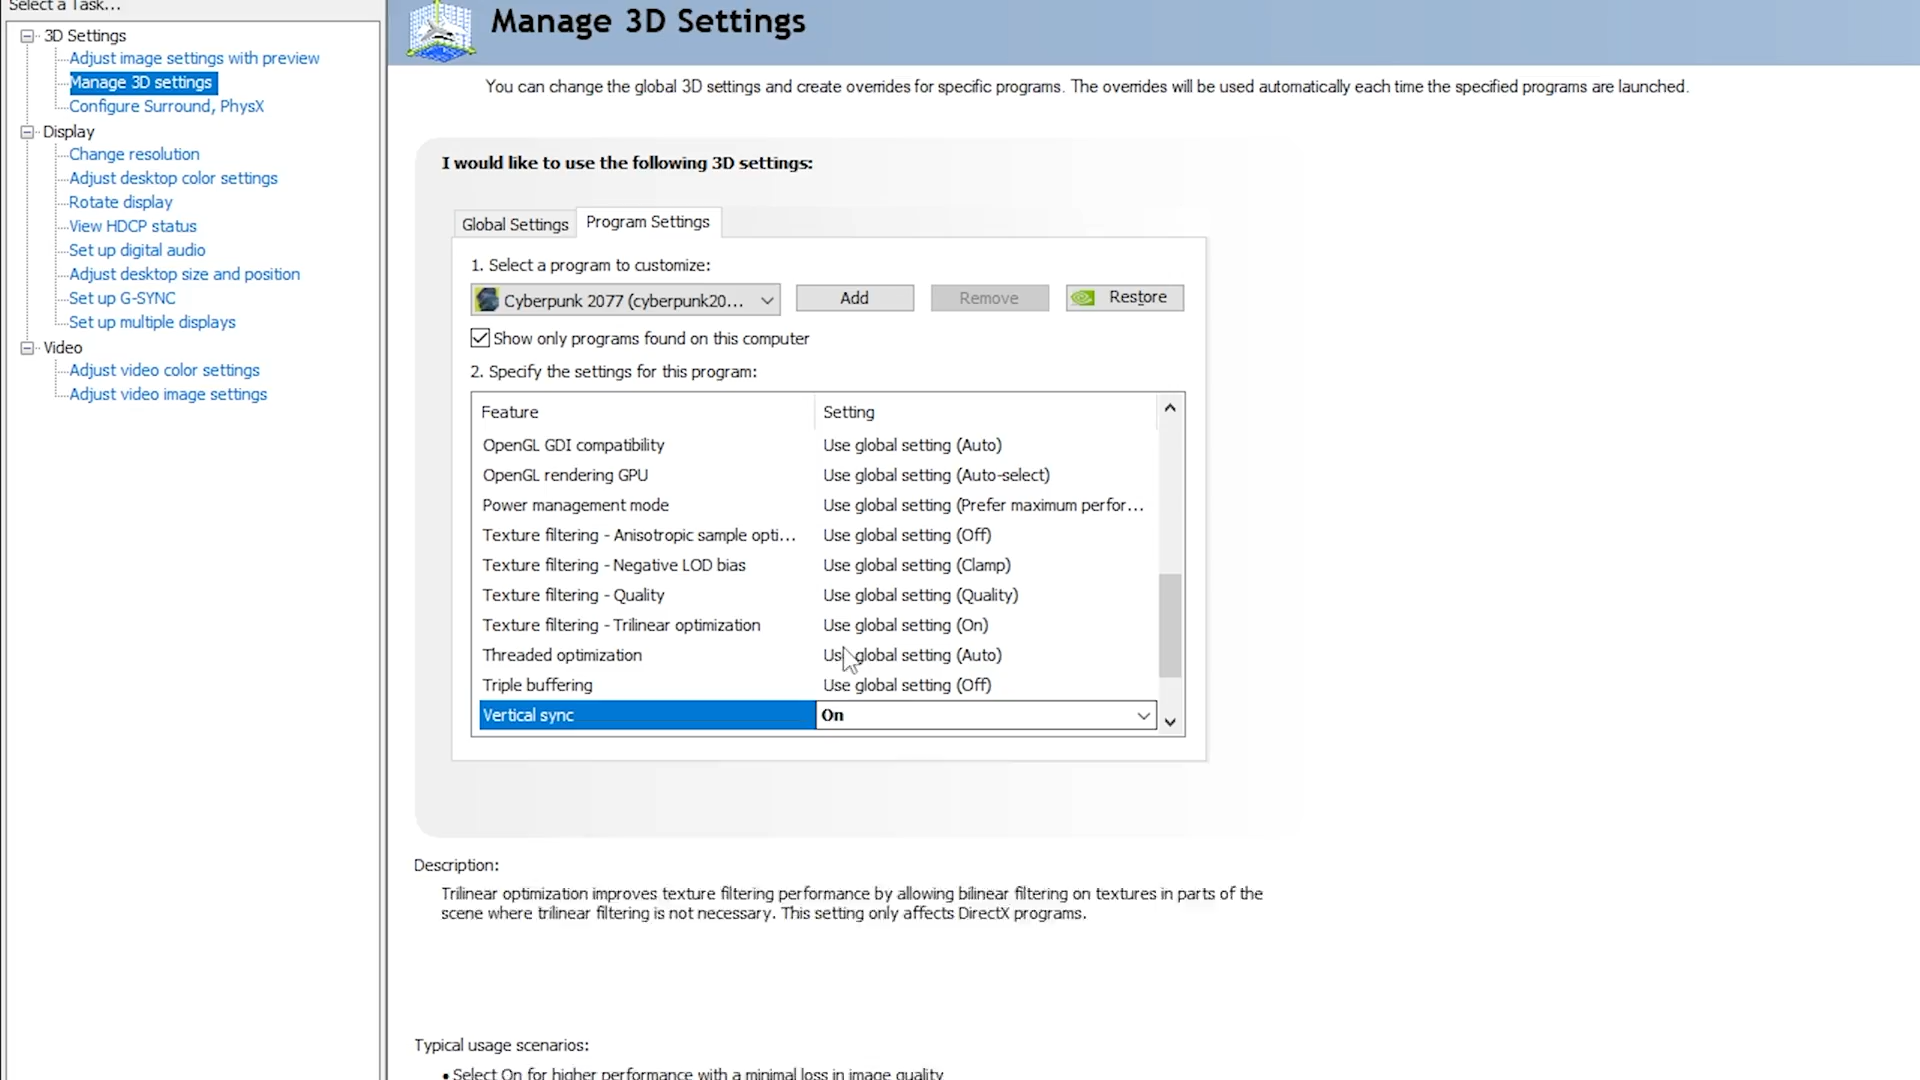 Select a Task...
3D Settings
Adjust image settings with preview
Manage 3D settings
Configure Surround, PhysX
Display
Change resolution
Adjust desktop color settings
Rotate display
View HDCP status
Set up digital audio
Adjust desktop size and position
Set up G-SYNC
Set up multiple displays
Video
Adjust video color settings
Adjust video image settings
Manage 3D Settings
You can change the global 3D settings and create overrides for specific programs. The overrides will be used automatically each time the specified programs are launched.
I would like to use the following 3D settings:
Global Settings Program Settings
1. Select a program to customize:
Cyberpunk 2077 (cyberpunk20... Add Remove Restore
Show only programs found on this computer
2. Specify the settings for this program:
Feature Setting
OpenGL GDI compatibility Use global setting (Auto)
OpenGL rendering GPU Use global setting (Auto-select)
Power management mode Use global setting (Prefer maximum perfor...
Texture filtering - Anisotropic sample opti... Use global setting (Off)
Texture filtering - Negative LOD bias Use global setting (Clamp)
Texture filtering - Quality Use global setting (Quality)
Texture filtering - Trilinear optimization Use global setting (On)
Threaded optimization Use global setting (Auto)
Triple buffering Use global setting (Off)
Vertical sync On
Description:
Trilinear optimization improves texture filtering performance by allowing bilinear filtering on textures in parts of the
scene where trilinear filtering is not necessary. This setting only affects DirectX programs.
Typical usage scenarios:
• Select On for higher performance with a minimal loss in image quality